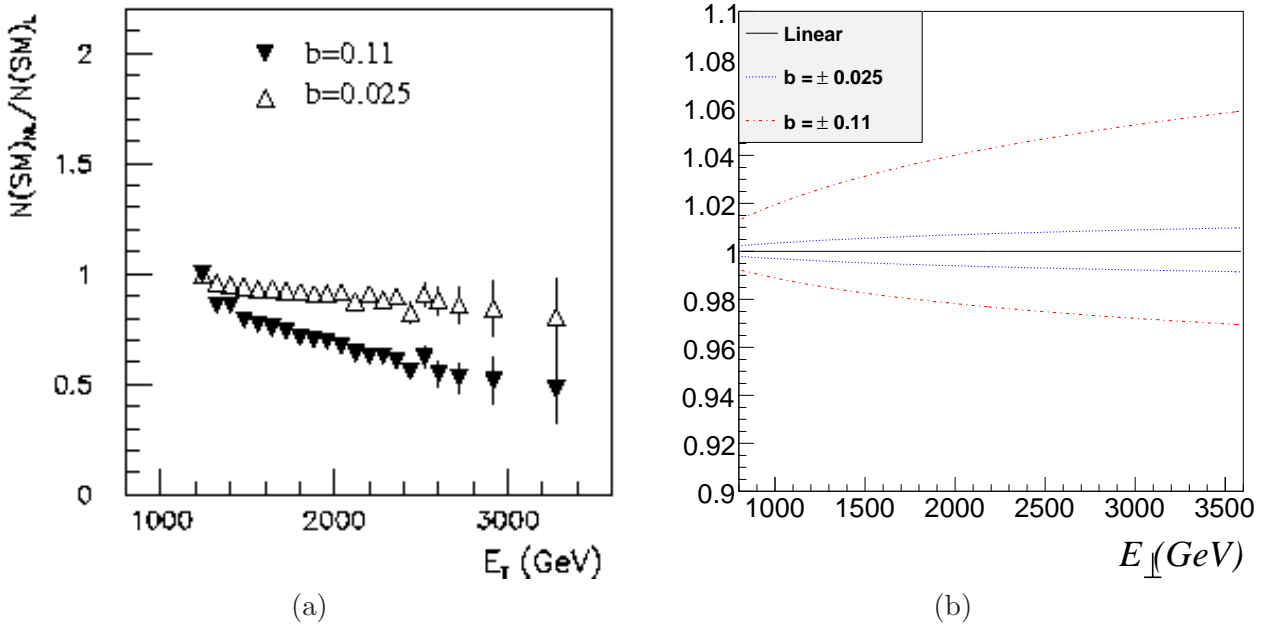 N(SM)NL/N(SM)L
2
1.5
1
0.5
0
b=0.11
b=0.025
1000
2000
3000
ET (GeV)
(a)
1.1
1.08
1.06
1.04
1.02
1
0.98
0.96
0.94
0.92
0.9
Linear
b = ± 0.025
b = ± 0.11
1000
1500
2000
2500
3000
3500
E⊥(GeV)
(b)